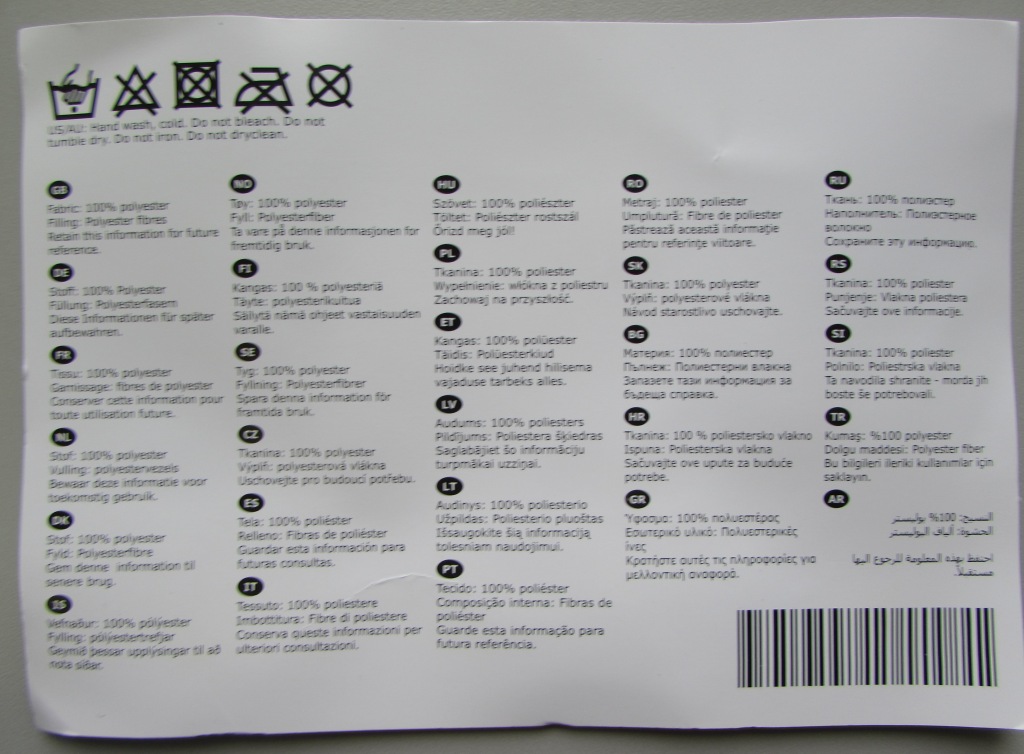 US/AU: Hand wash, cold. Do not bleach. Do not
tumble dry. Do not iron. Do not dryclean.
GB
Fabric: 100% polyester
Filling: Polyester fibres
Retain this information for future
reference.
DE
Stoff: 100% Polyester
Füllung: Polyesterfasern
Diese Informationen für später
aufbewahren.
FR
Tissu: 100% polyester
Garnissage: fibres de polyester
Conserver cette information pour
toute utilisation future.
NL
Stof: 100% polyester
Vulling: polyestervezels
Bewaar deze informatie voor
toekomstig gebruik.
DK
Stof: 100% polyester
Fyld: Polyesterfibre
Gem denne information til
senere brug.
IS
Vefnaður: 100% pólýester
Fylling: pólýestertrefjar
Geymið þessar upplýsingar til að
nota síðar.
NO
Tøy: 100% polyester
Fyll: Polyesterfiber
Ta vare på denne informasjonen for
fremtidig bruk.
FI
Kangas: 100 % polyesteriä
Täyte: polyesterikuitua
Säilytä nämä ohjeet vastaisuuden
varalle.
SE
Tyg: 100% polyester
Fyllning: Polyesterfibrer
Spara denna information för
framtida bruk.
CZ
Tkanina: 100% polyester
Výplň: polyesterová vlákna
Uschovejte pro budoucí potřebu.
ES
Tela: 100% poliéster
Relleno: Fibras de poliéster
Guardar esta información para
futuras consultas.
IT
Tessuto: 100% poliestere
Imbottitura: Fibre di poliestere
Conserva queste informazioni per
ulteriori consultazioni.
HU
Szövet: 100% poliészter
Töltet: Poliészter rostszál
Őrizd meg jól!
PL
Tkanina: 100% poliester
Wypełnienie: włókna z poliestru
Zachowaj na przyszłość.
ET
Kangas: 100% polüester
Täidis: Polüesterkiud
Hoidke see juhend hilisema
vajaduse tarbeks alles.
LV
Audums: 100% poliesters
Pildījums: Poliestera šķiedras
Saglabājiet šo informāciju
turpmākai uzziņai.
LT
Audinys: 100% poliesterio
Užpildas: Poliesterio pluoštas
Išsaugokite šią informaciją
tolesniam naudojimui.
PT
Tecido: 100% poliéster
Composição interna: Fibras de
poliéster
Guarde esta informação para
futura referência.
RO
Metraj: 100% poliester
Umplutură: Fibre de poliester
Păstrează această informaţie
pentru referinţe viitoare.
SK
Tkanina: 100% polyester
Výplň: polyesterové vlákna
Návod starostlivo uschovajte.
BG
Материя: 100% полиестер
Пълнеж: Полиестерни влакна
Запазете тази информация за
бъдеща справка.
HR
Tkanina: 100 % poliestersko vlakno
Ispuna: Poliesterska vlakna
Sačuvajte ove upute za buduće
potrebe.
GR
Ύφασμα: 100% πολυεστέρας
Εσωτερικό υλικό: Πολυεστερικές
ίνες
Κρατήστε αυτές τις πληροφορίες για
μελλοντική αναφορά.
RU
Ткань: 100% полиэстер
Наполнитель: Полиэстерное
волокно
Сохраните эту информацию.
RS
Tkanina: 100% poliester
Punjenje: Vlakna poliestera
Sačuvajte ove informacije.
SI
Tkanina: 100% poliester
Polnilo: Poliestrska vlakna
Ta navodila shranite - morda jih
boste še potrebovali.
TR
Kumaş: %100 polyester
Dolgu maddesi: Polyester fiber
Bu bilgileri ileriki kullanımlar için
saklayın.
AR
النسيج: 100% بوليستر
الحشوة: ألياف البوليستر
احتفظ بهذه المعلومة للرجوع اليها
مستقبلاً.